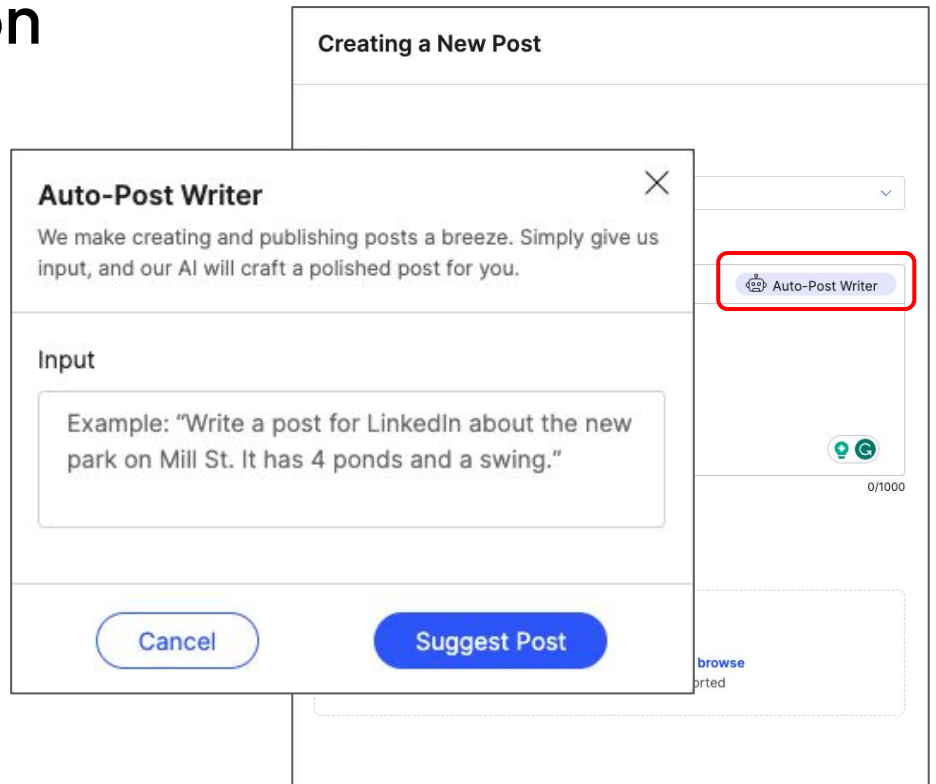 on
Creating a New Post
Auto-Post Writer
We make creating and publishing posts a breeze. Simply give us
input, and our AI will craft a polished post for you.
Auto-Post Writer
Input
Example: “Write a post for LinkedIn about the new
park on Mill St. It has 4 ponds and a swing.“
0/1000
Cancel
Suggest Post
browse
orted